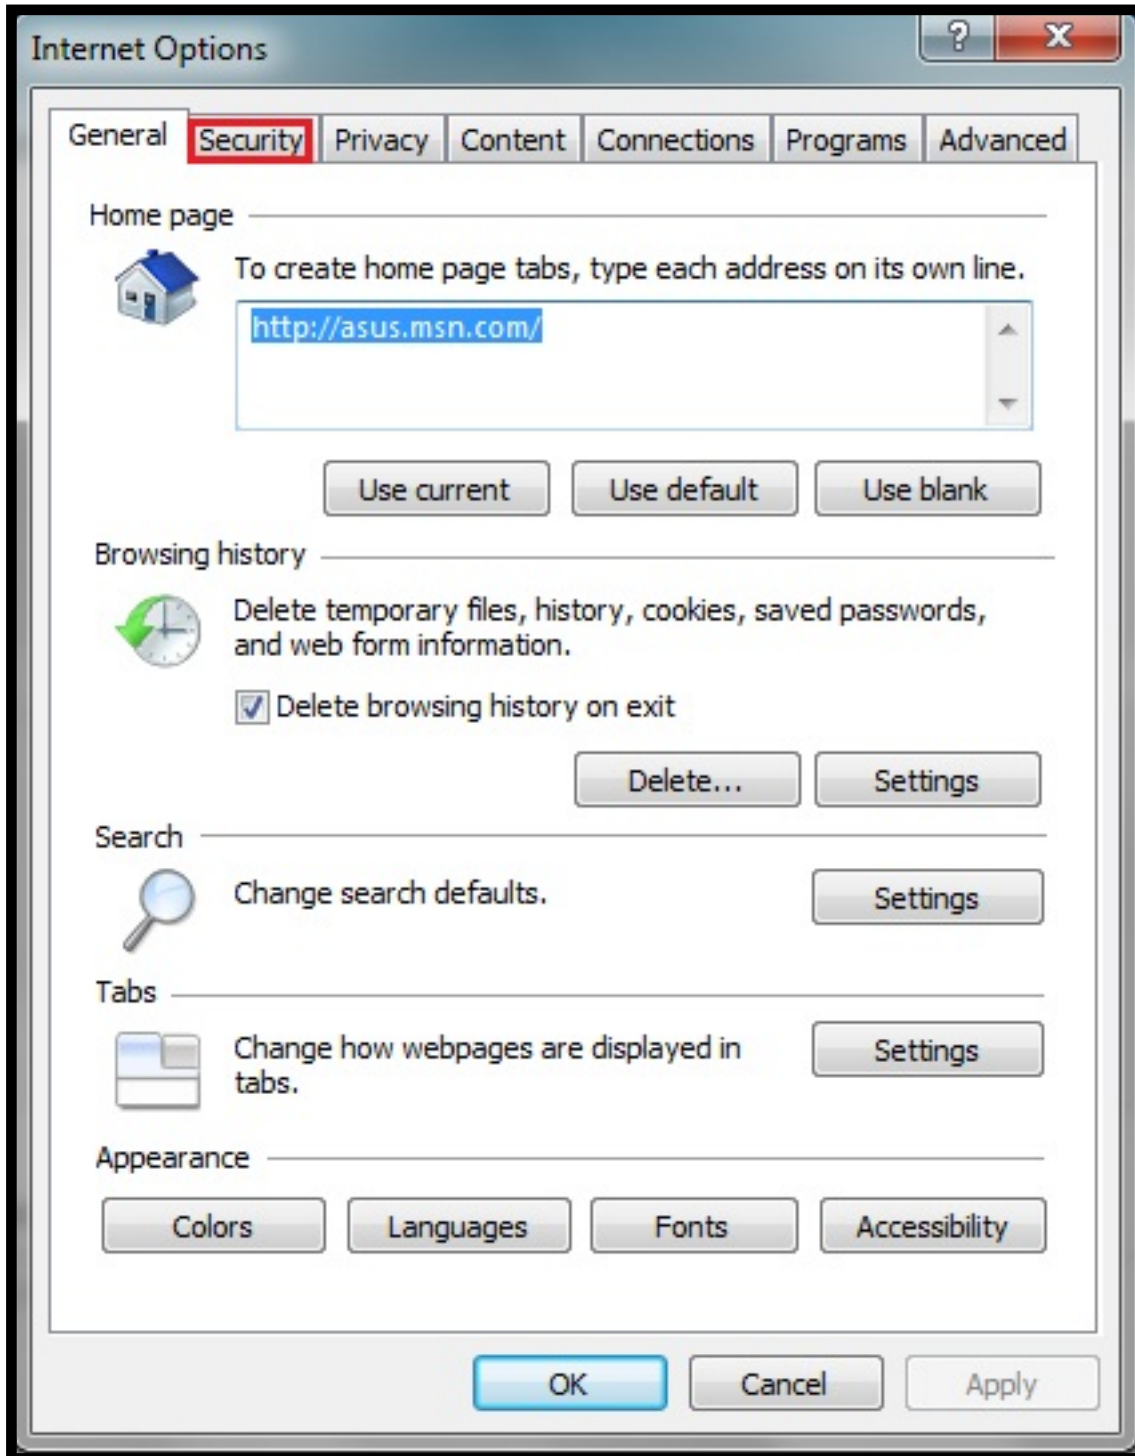 Internet Options
?
X
General Security Privacy Content Connections Programs Advanced
Home page
To create home page tabs, type each address on its own line.
http://asus.msn.com/
Use current Use default Use blank
Browsing history
Delete temporary files, history, cookies, saved passwords,
and web form information.
Delete browsing history on exit
Delete... Settings
Search
Change search defaults. Settings
Tabs
Change how webpages are displayed in
tabs.
Settings
Appearance
Colors Languages Fonts Accessibility
OK Cancel Apply